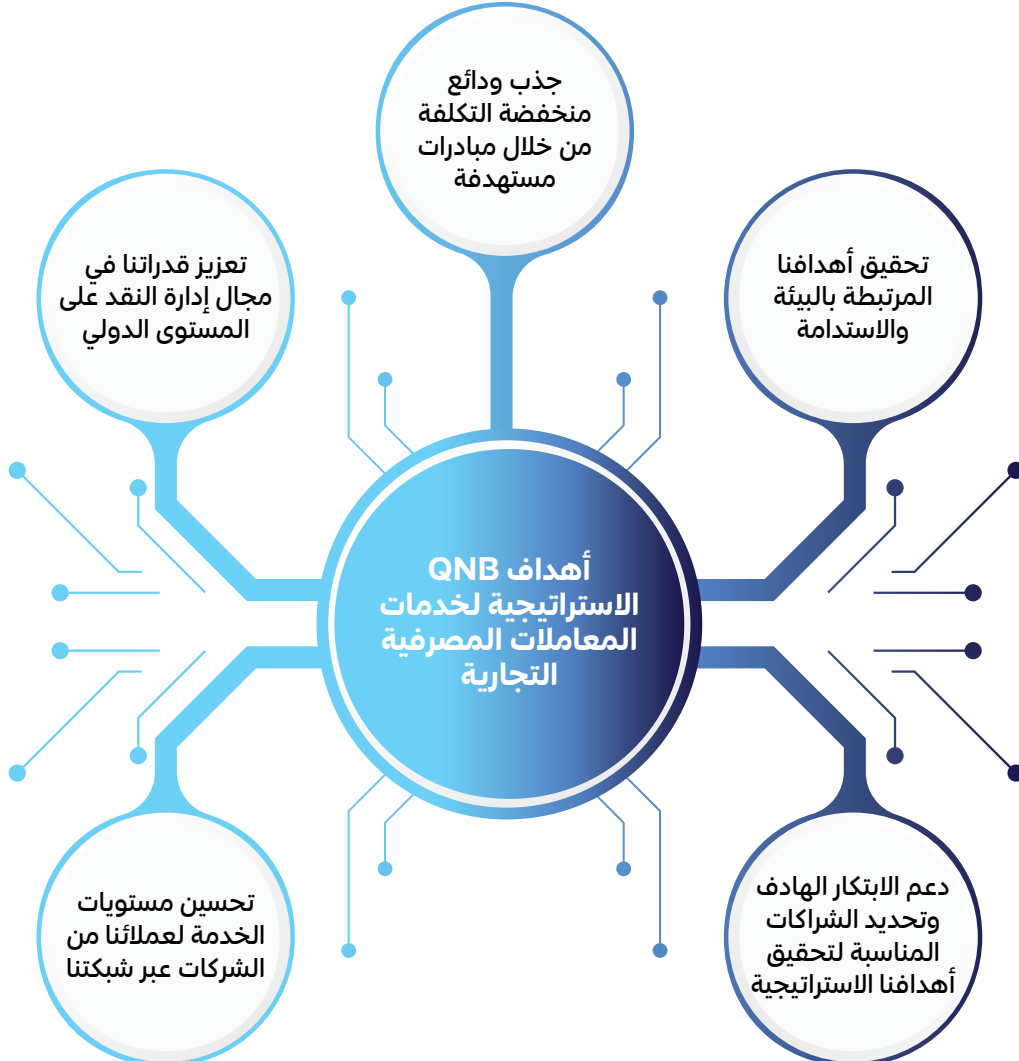 جذب ودائع
منخفضة التكلفة
من خلال مبادرات
مستهدفة
تحقيق أهدافنا
المرتبطة بالبيئة
والاستدامة
تعزيز قدراتنا في
مجال إدارة النقد على
المستوى الدولي
أهداف QNB
الاستراتيجية لخدمات
المعاملات المصرفية
التجارية
دعم الابتكار الهادف
وتحديد الشراكات
المناسبة لتحقيق
أهدافنا الاستراتيجية
تحسين مستويات
الخدمة لعملائنا من
الشركات عبر شبكتنا